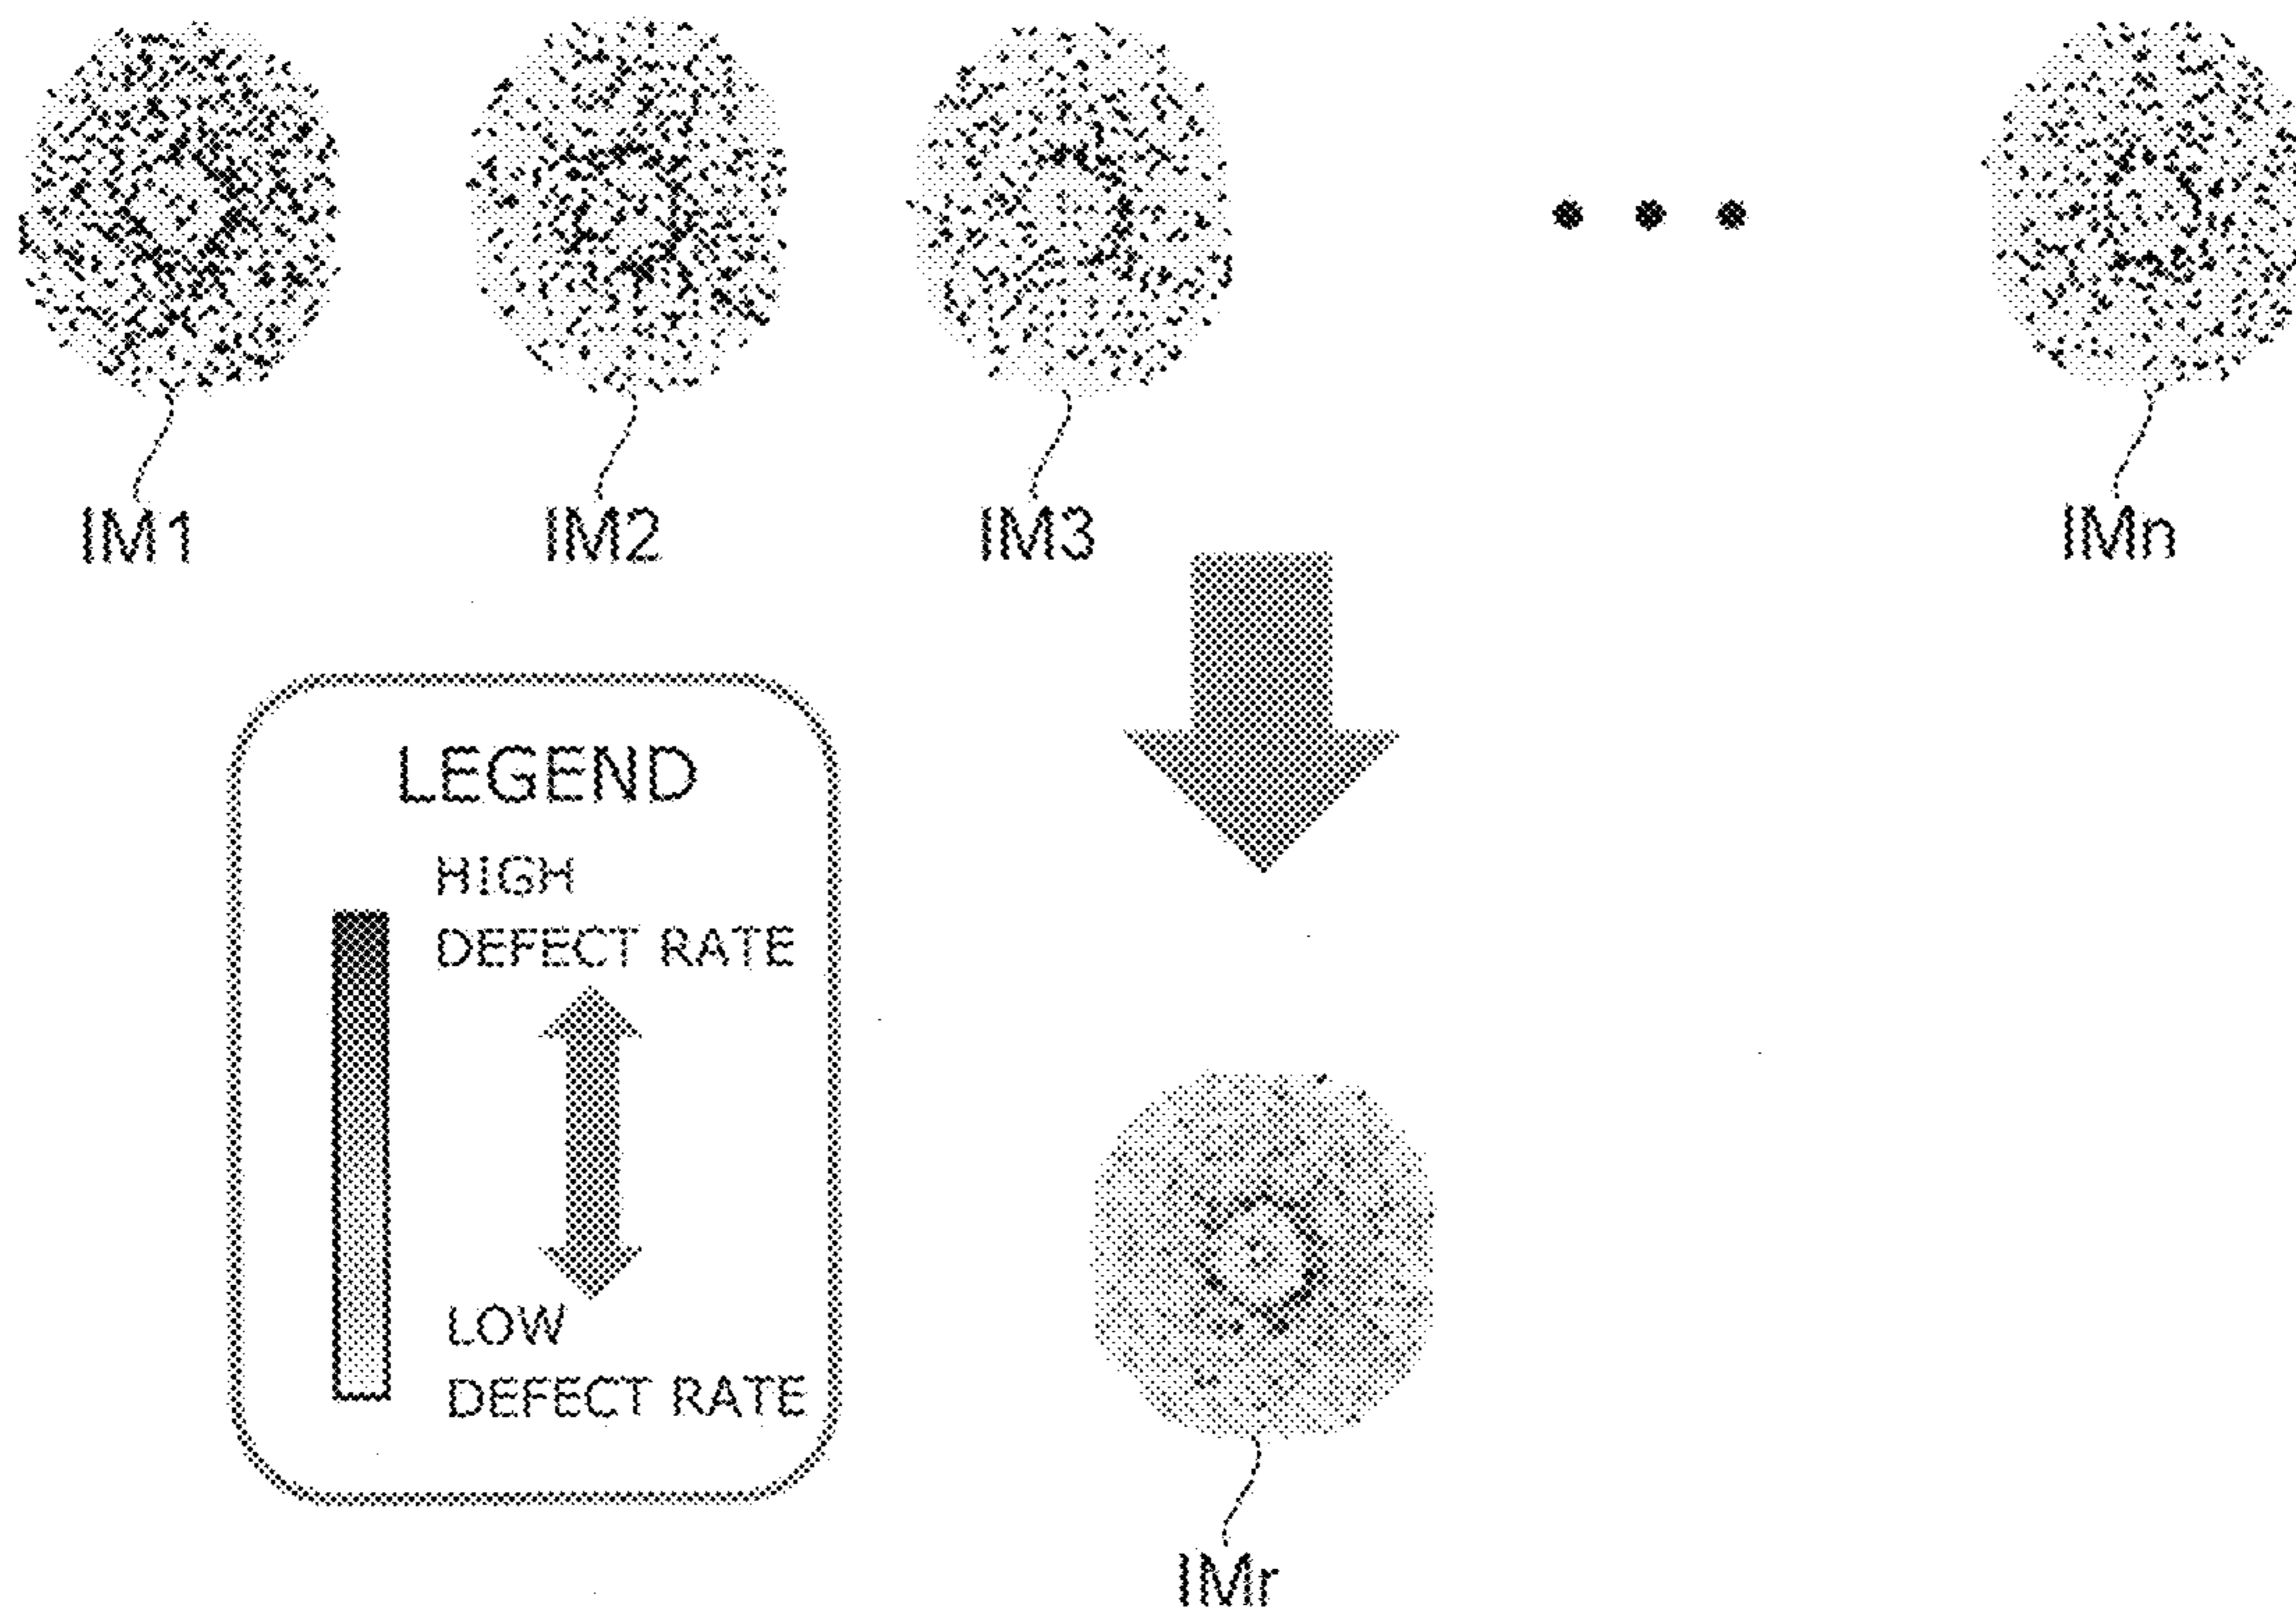 IM1
IM2
IM3
IMn
LEGEND
HIGH
DEFECT RATE
LOW
DEFECT RATE
IMr